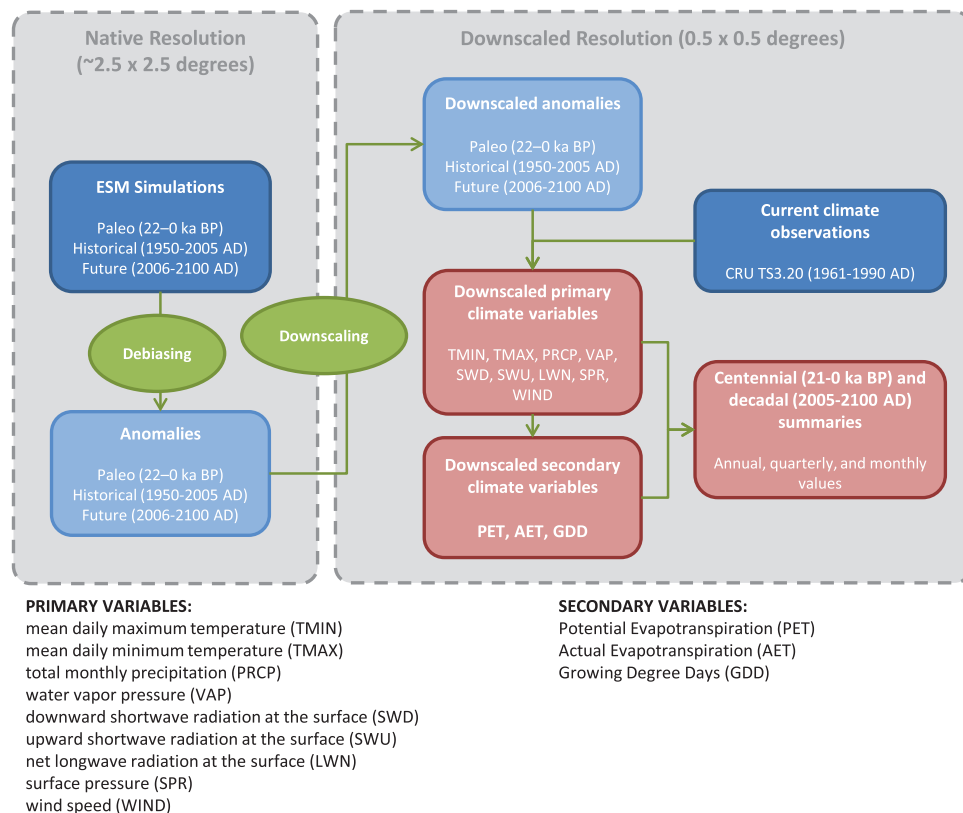 Native Resolution
(~2.5 x 2.5 degrees)
ESM Simulations
Paleo (22–0 ka BP)
Historical (1950-2005 AD)
Future (2006-2100 AD)
Debiasing
Anomalies
Paleo (22–0 ka BP)
Historical (1950-2005 AD)
Future (2006-2100 AD)
Downscaling
Downscaled Resolution (0.5 x 0.5 degrees)
Downscaled anomalies
Paleo (22–0 ka BP)
Historical (1950-2005 AD)
Future (2006-2100 AD)
Current climate
observations
CRU TS3.20 (1961-1990 AD)
Downscaled primary
climate variables
TMIN, TMAX, PRCP, VAP,
SWD, SWU, LWN, SPR,
WIND
Downscaled secondary
climate variables
PET, AET, GDD
Centennial (21-0 ka BP) and
decadal (2005-2100 AD)
summaries
Annual, quarterly, and monthly
values
PRIMARY VARIABLES:
mean daily maximum temperature (TMIN)
mean daily minimum temperature (TMAX)
total monthly precipitation (PRCP)
water vapor pressure (VAP)
downward shortwave radiation at the surface (SWD)
upward shortwave radiation at the surface (SWU)
net longwave radiation at the surface (LWN)
surface pressure (SPR)
wind speed (WIND)
SECONDARY VARIABLES:
Potential Evapotranspiration (PET)
Actual Evapotranspiration (AET)
Growing Degree Days (GDD)